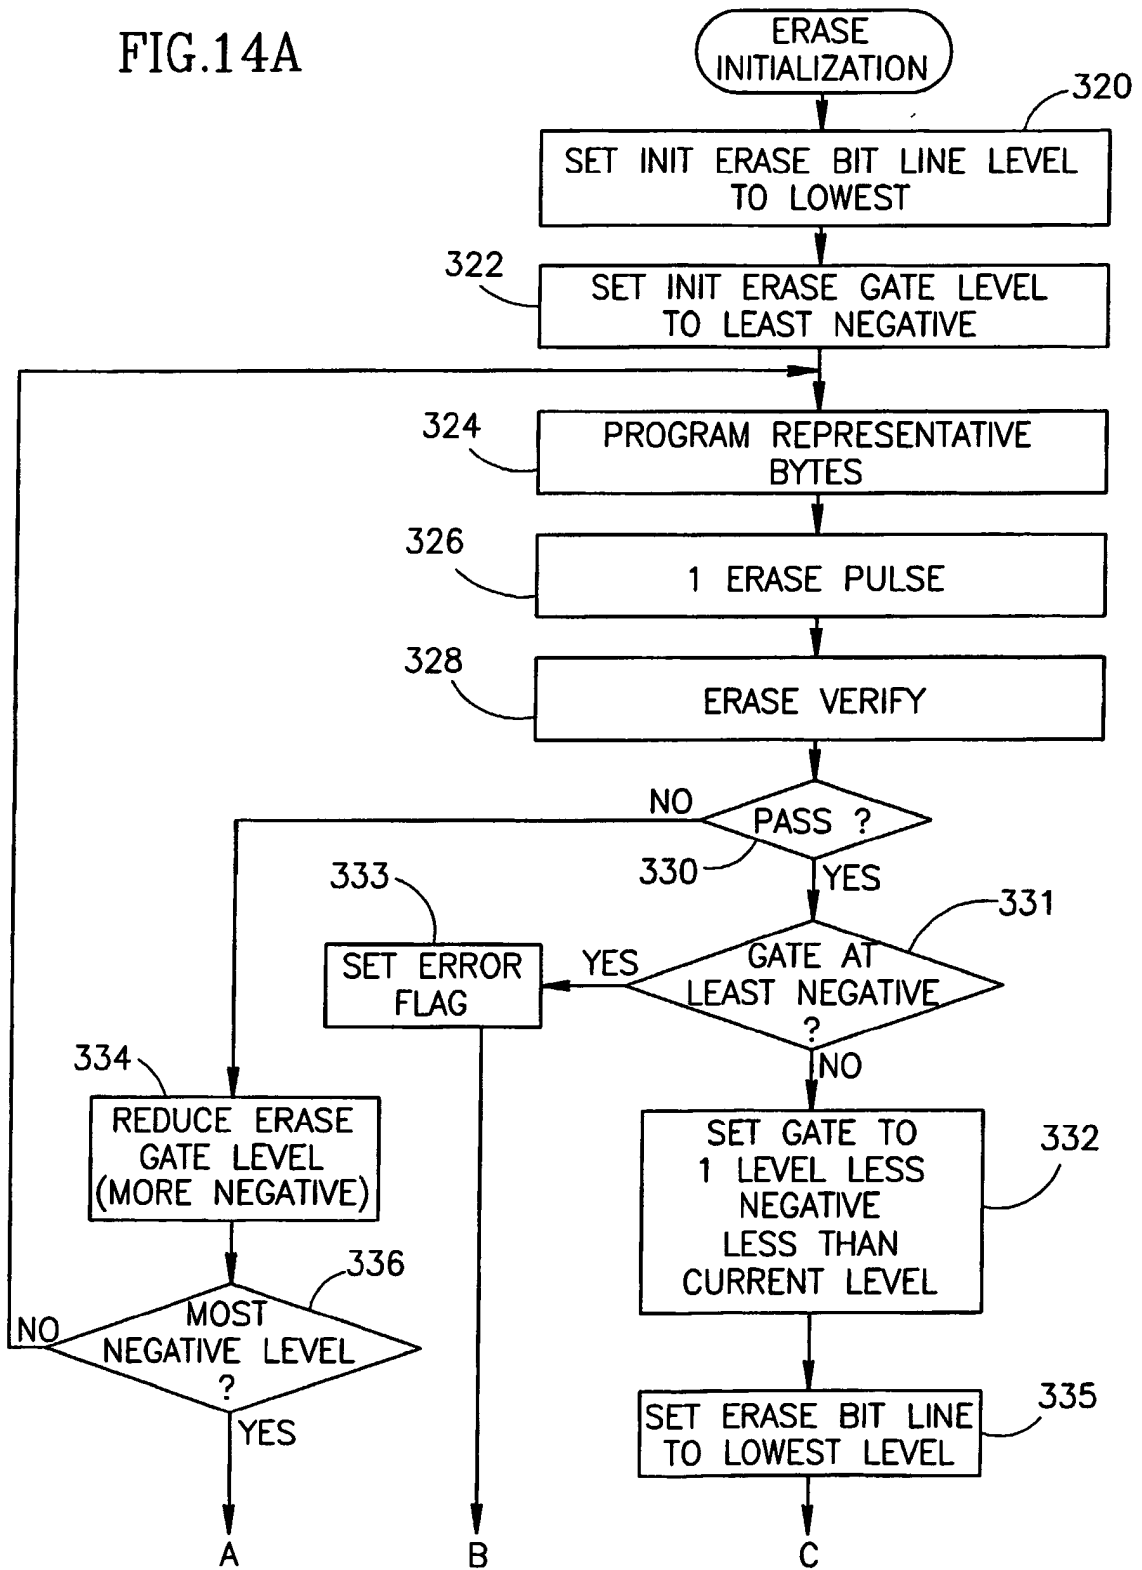 FIG.14A
ERASE
INITIALIZATION
320
SET INIT ERASE BIT LINE LEVEL
TO LOWEST
322
SET INIT ERASE GATE LEVEL
TO LEAST NEGATIVE
324
PROGRAM REPRESENTATIVE
BYTES
326
1 ERASE PULSE
328
ERASE VERIFY
NO
PASS ?
330
YES
333
331
SET ERROR
FLAG
YES
GATE AT
LEAST NEGATIVE
?
NO
334
REDUCE ERASE
GATE LEVEL
(MORE NEGATIVE)
332
SET GATE TO
1 LEVEL LESS
NEGATIVE
LESS THAN
CURRENT LEVEL
336
NO
MOST
NEGATIVE LEVEL
?
YES
335
SET ERASE BIT LINE
TO LOWEST LEVEL
A
B
C